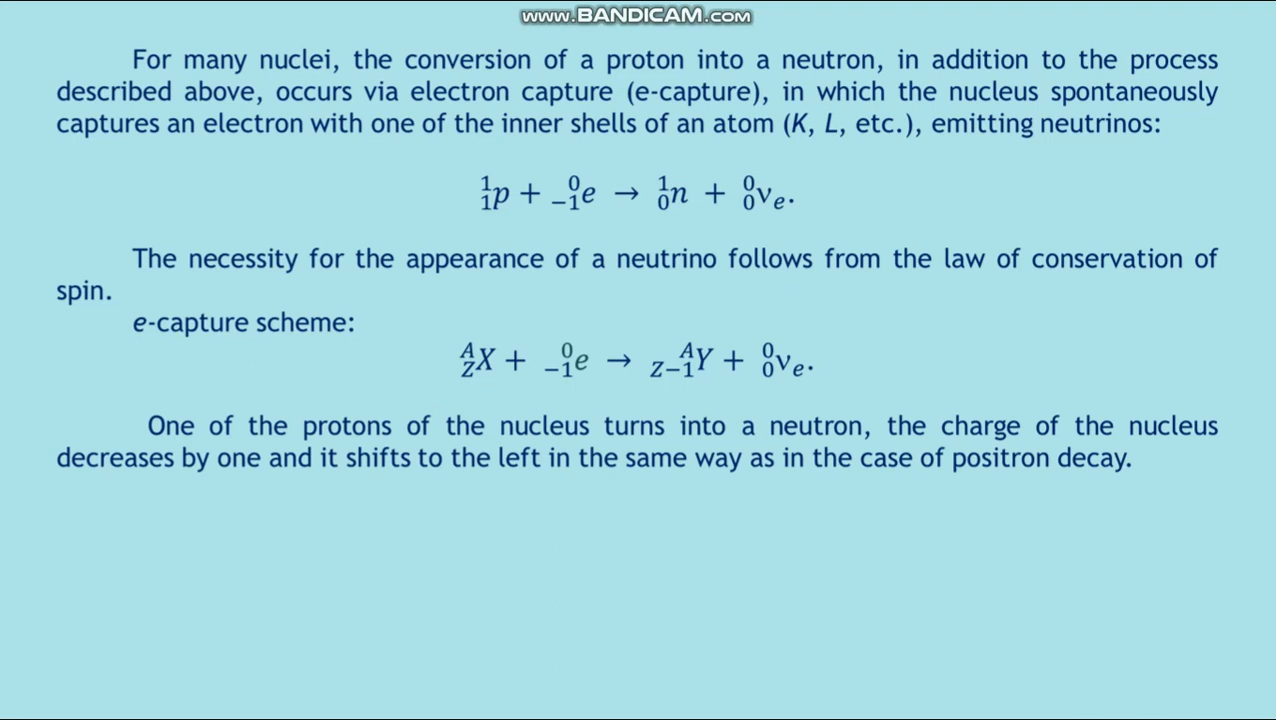 www.BANDICAM.com
For many nuclei, the conversion of a proton into a neutron, in addition to the process
described above, occurs via electron capture (e-capture), in which the nucleus spontaneously
captures an electron with one of the inner shells of an atom (K, L, etc.), emitting neutrinos:
¹₁p + ⁰₋₁e → ¹₀n + ⁰₀νₑ.
The necessity for the appearance of a neutrino follows from the law of conservation of
spin.
e-capture scheme:
ᴬ_ZX + ⁰₋₁e → ᴬ_Z₋₁Y + ⁰₀νₑ.
One of the protons of the nucleus turns into a neutron, the charge of the nucleus
decreases by one and it shifts to the left in the same way as in the case of positron decay.